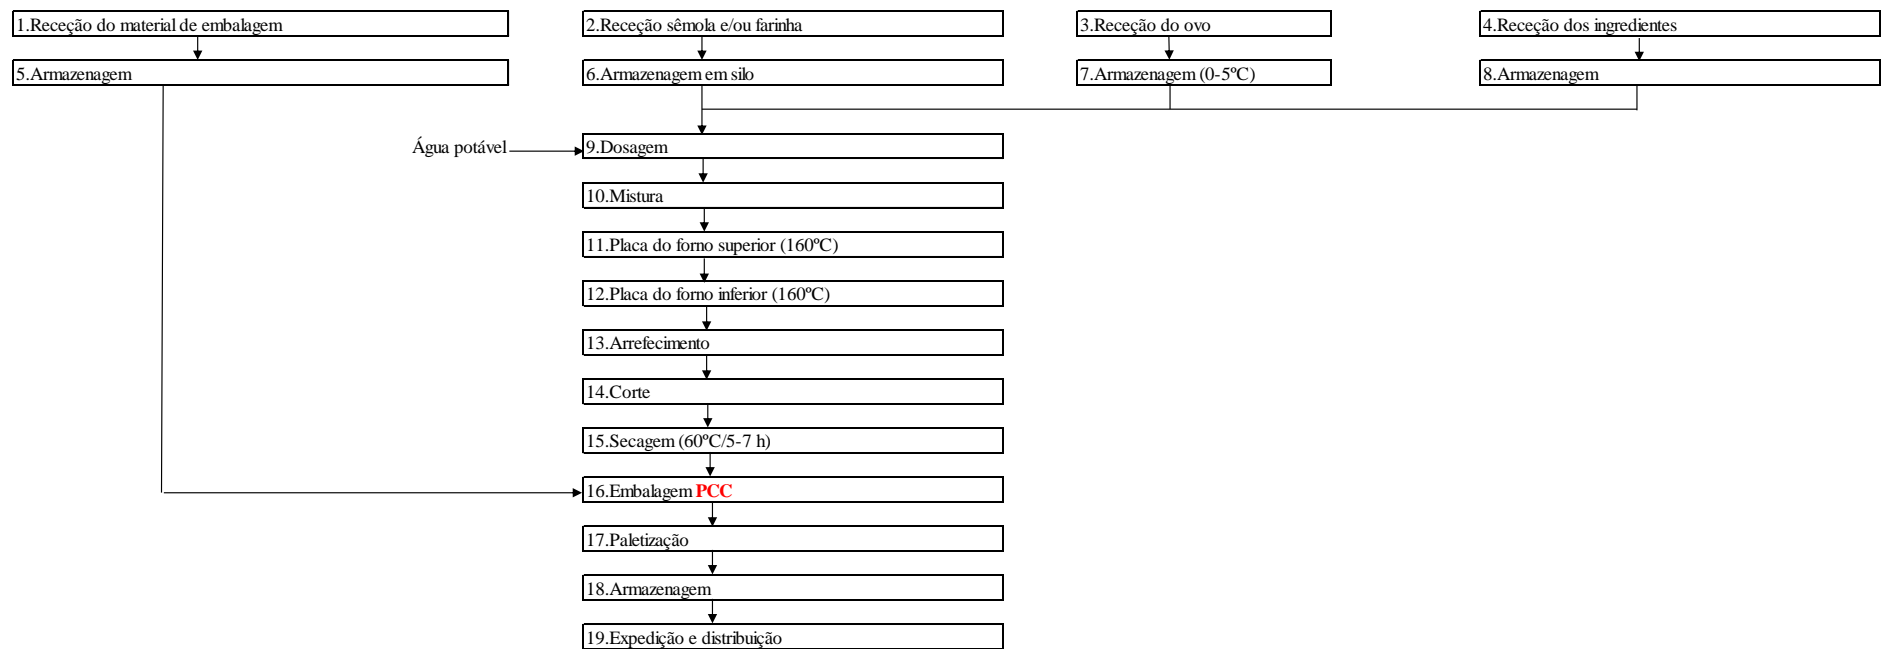 1.Receção do material de embalagem
2.Receção sêmola e/ou farinha
3.Receção do ovo
4.Receção dos ingredientes
5.Armazenagem
6.Armazenagem em silo
7.Armazenagem (0-5ºC)
8.Armazenagem
Água potável
9.Dosagem
10.Mistura
11.Placa do forno superior (160ºC)
12.Placa do forno inferior (160ºC)
13.Arrefecimento
14.Corte
15.Secagem (60ºC/5-7 h)
16.Embalagem PCC
17.Paletização
18.Armazenagem
19.Expedição e distribuição